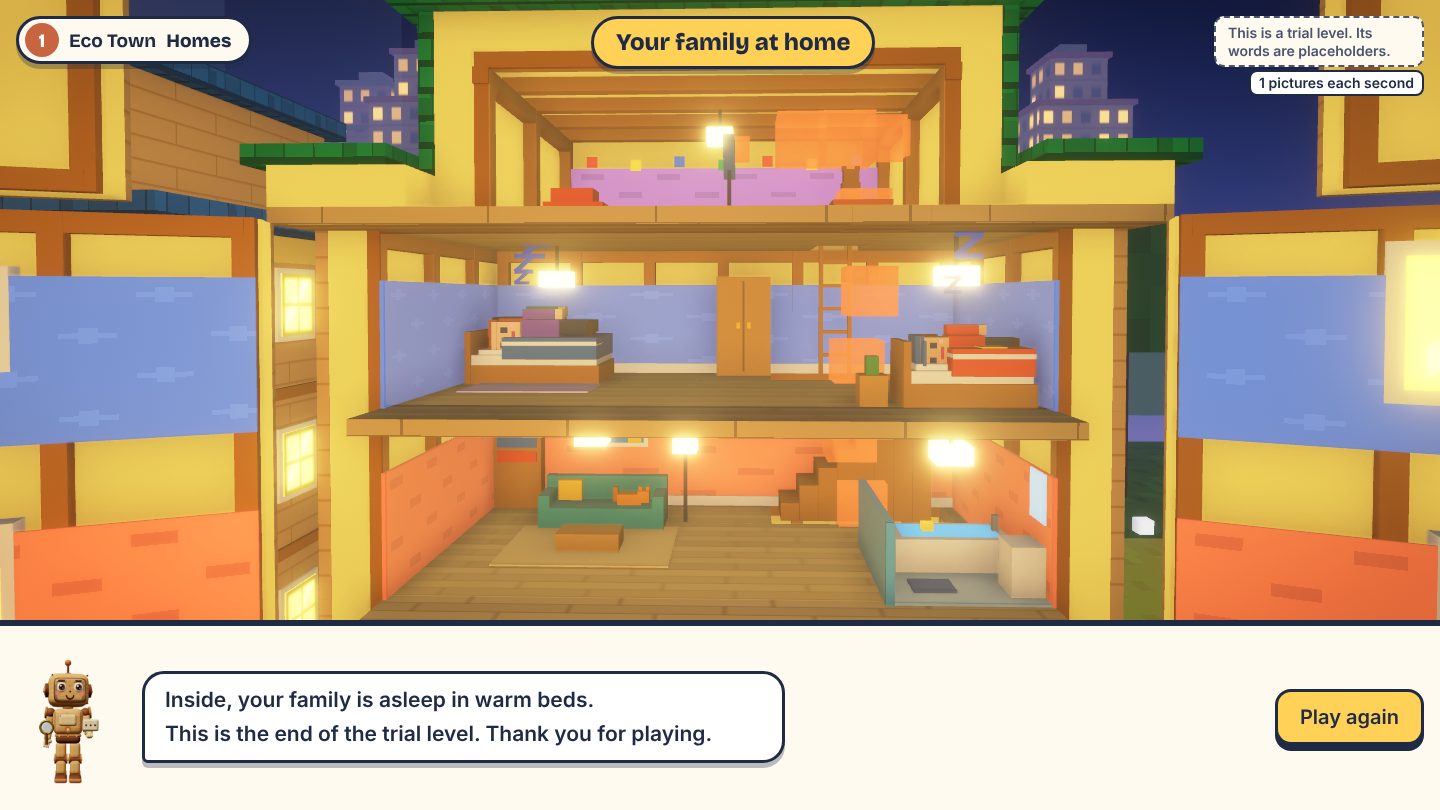 1 Eco Town Homes
Your family at home
This is a trial level. Its
words are placeholders.
1 pictures each second
Z Z Z
Z
Z
Inside, your family is asleep in warm beds.
This is the end of the trial level. Thank you for playing.
Play again